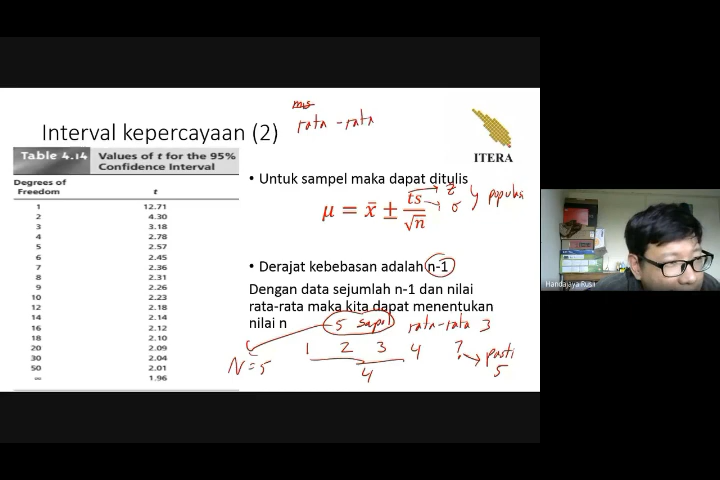 rata-rata
Interval kepercayaan (2)
ITERA
Table 4.14 Values of t for the 95%
Confidence Interval
Degrees of
Freedom t
1 12.71
2 4.30
3 3.18
4 2.78
5 2.57
6 2.45
7 2.36
8 2.31
9 2.26
10 2.23
12 2.18
14 2.14
16 2.12
18 2.10
20 2.09
30 2.04
50 2.01
∞ 1.96
• Untuk sampel maka dapat ditulis
μ = x̄ ± ts/√n
z
σ
populasi
• Derajat kebebasan adalah n-1
Dengan data sejumlah n-1 dan nilai
rata-rata maka kita dapat menentukan
nilai n
5 sapel rata-rata 3
N=5
1 2 3 4 ?
4
pasti
5
Handajaya Rusli